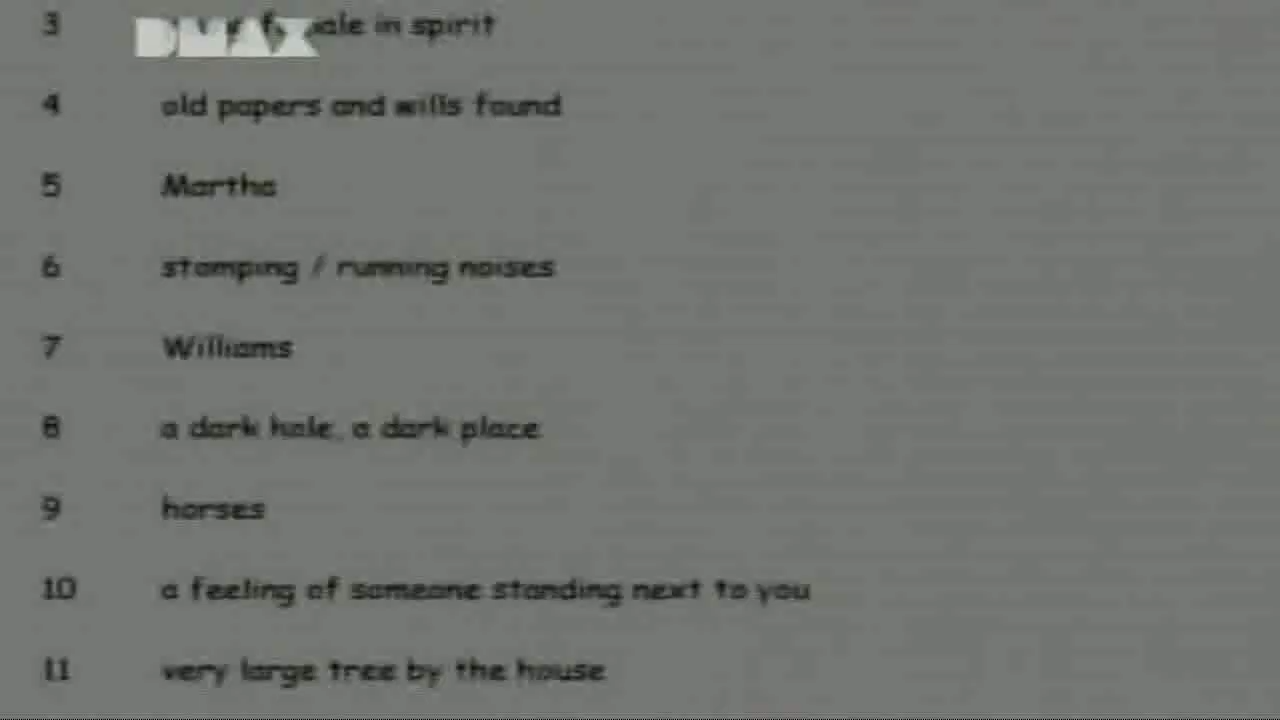 3 in spirit
DMAX
4 old papers and wills found
5 Martha
6 stamping / running noises
7 Williams
8 a dark hole, a dark place
9 horses
10 a feeling of someone standing next to you
11 very large tree by the house